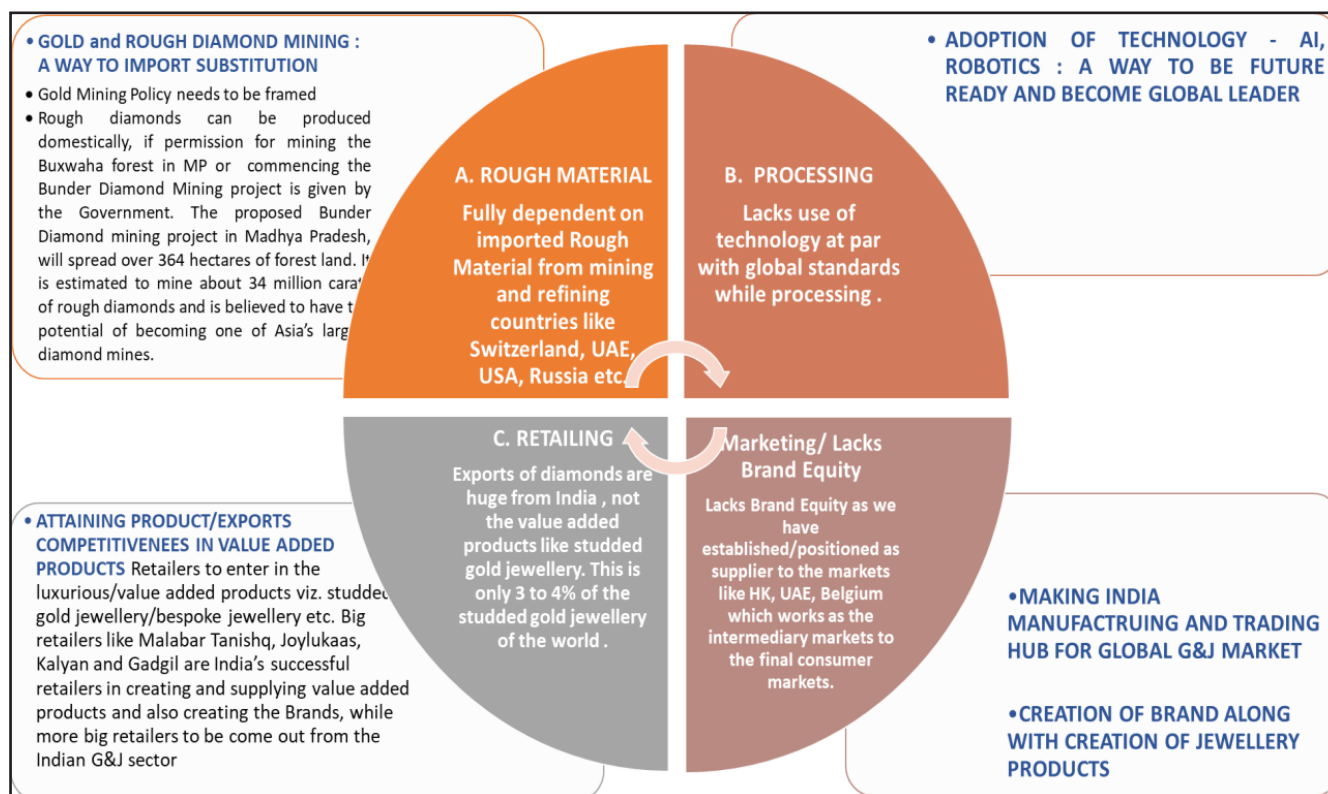 • GOLD and ROUGH DIAMOND MINING :
A WAY TO IMPORT SUBSTITUTION
• Gold Mining Policy needs to be framed
• Rough diamonds can be produced
domestically, if permission for mining the
Buxwaha forest in MP or commencing the
Bunder Diamond Mining project is given by
the Government. The proposed Bunder
Diamond mining project in Madhya Pradesh,
will spread over 364 hectares of forest land.
is estimated to mine about 34 million
of rough diamonds and is believed to have
potential of becoming one of Asia's
diamond mines.
• ADOPTION OF TECHNOLOGY - AI,
ROBOTICS : A WAY TO BE FUTURE
READY AND BECOME GLOBAL LEADER
A. ROUGH MATERIAL
Fully dependent on
imported Rough
Material from mining
and refining
countries like
Switzerland, UAE,
USA, Russia etc.
B. PROCESSING
Lacks use of
technology at par
with global standards
while processing .
C. RETAILING
Exports of diamonds are
huge from India , not
the value added
products like studded
gold jewellery. This is
only 3 to 4% of the
studded gold jewellery
of the world .
Marketing/ Lacks
Brand Equity
Lacks Brand Equity as we
have
established/positioned as
supplier to the markets
like HK, UAE, Belgium
which works as the
intermediary markets to
the final consumer
markets.
• ATTAINING PRODUCT/EXPORTS
COMPETITIVENEES IN VALUE ADDED
PRODUCTS Retailers to enter in the
luxurious/value added products viz. studded
gold jewellery/bespoke jewellery etc. Big
retailers like Malabar Tanishq, Joylukaas,
Kalyan and Gadgil are India's successful
retailers in creating and supplying value added
products and also creating the Brands, while
more big retailers to be come out from the
Indian G&J sector
•MAKING INDIA
MANUFACTRUING AND TRADING
HUB FOR GLOBAL G&J MARKET
•CREATION OF BRAND ALONG
WITH CREATION OF JEWELLERY
PRODUCTS